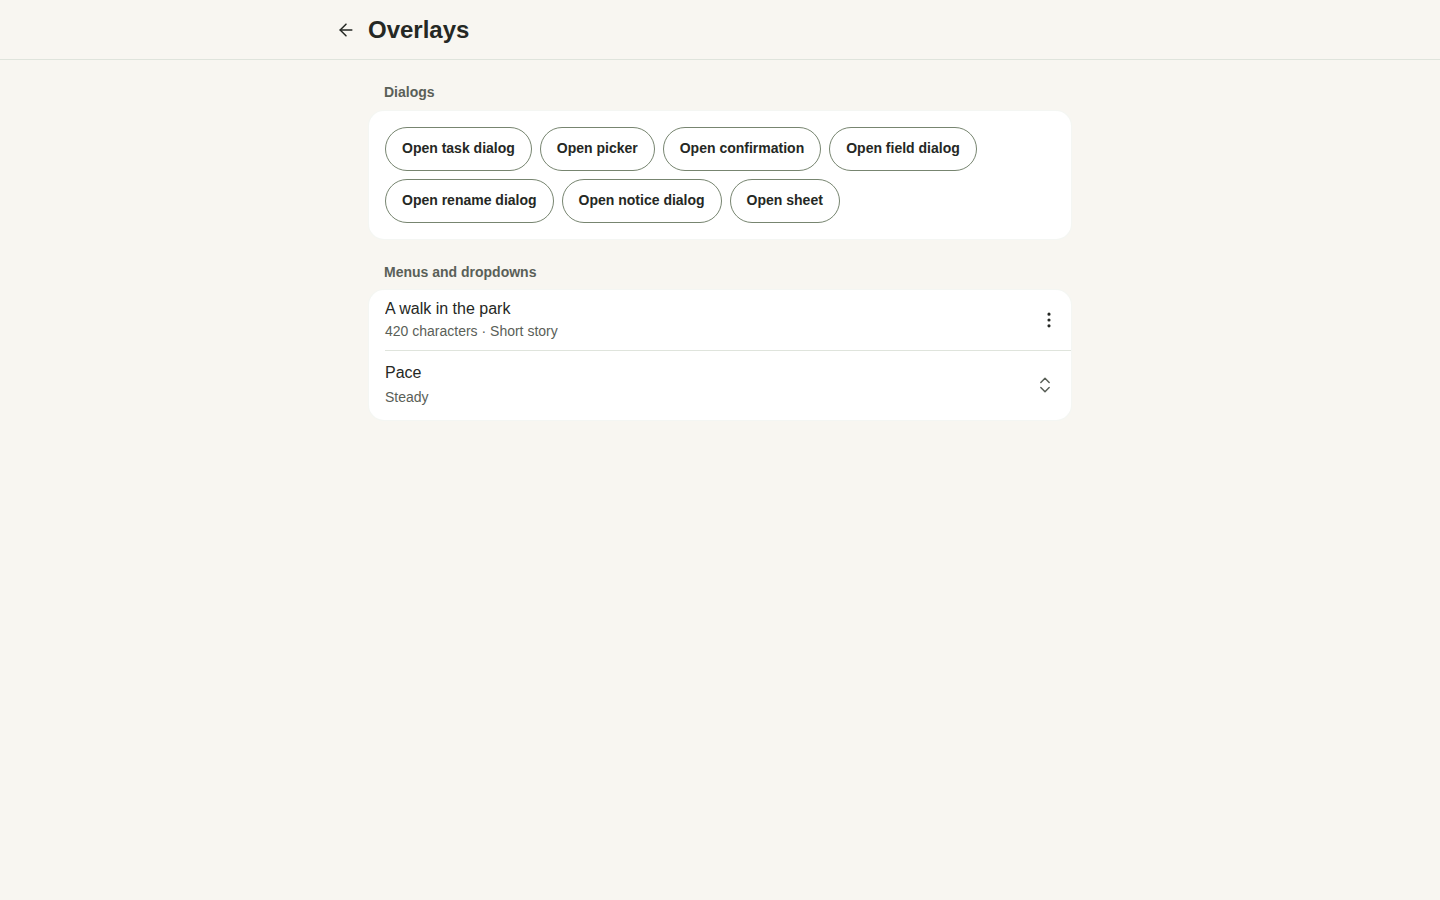 Overlays
Dialogs
Open task dialog Open picker Open confirmation Open field dialog
Open rename dialog Open notice dialog Open sheet
Menus and dropdowns
A walk in the park
420 characters · Short story
Pace
Steady